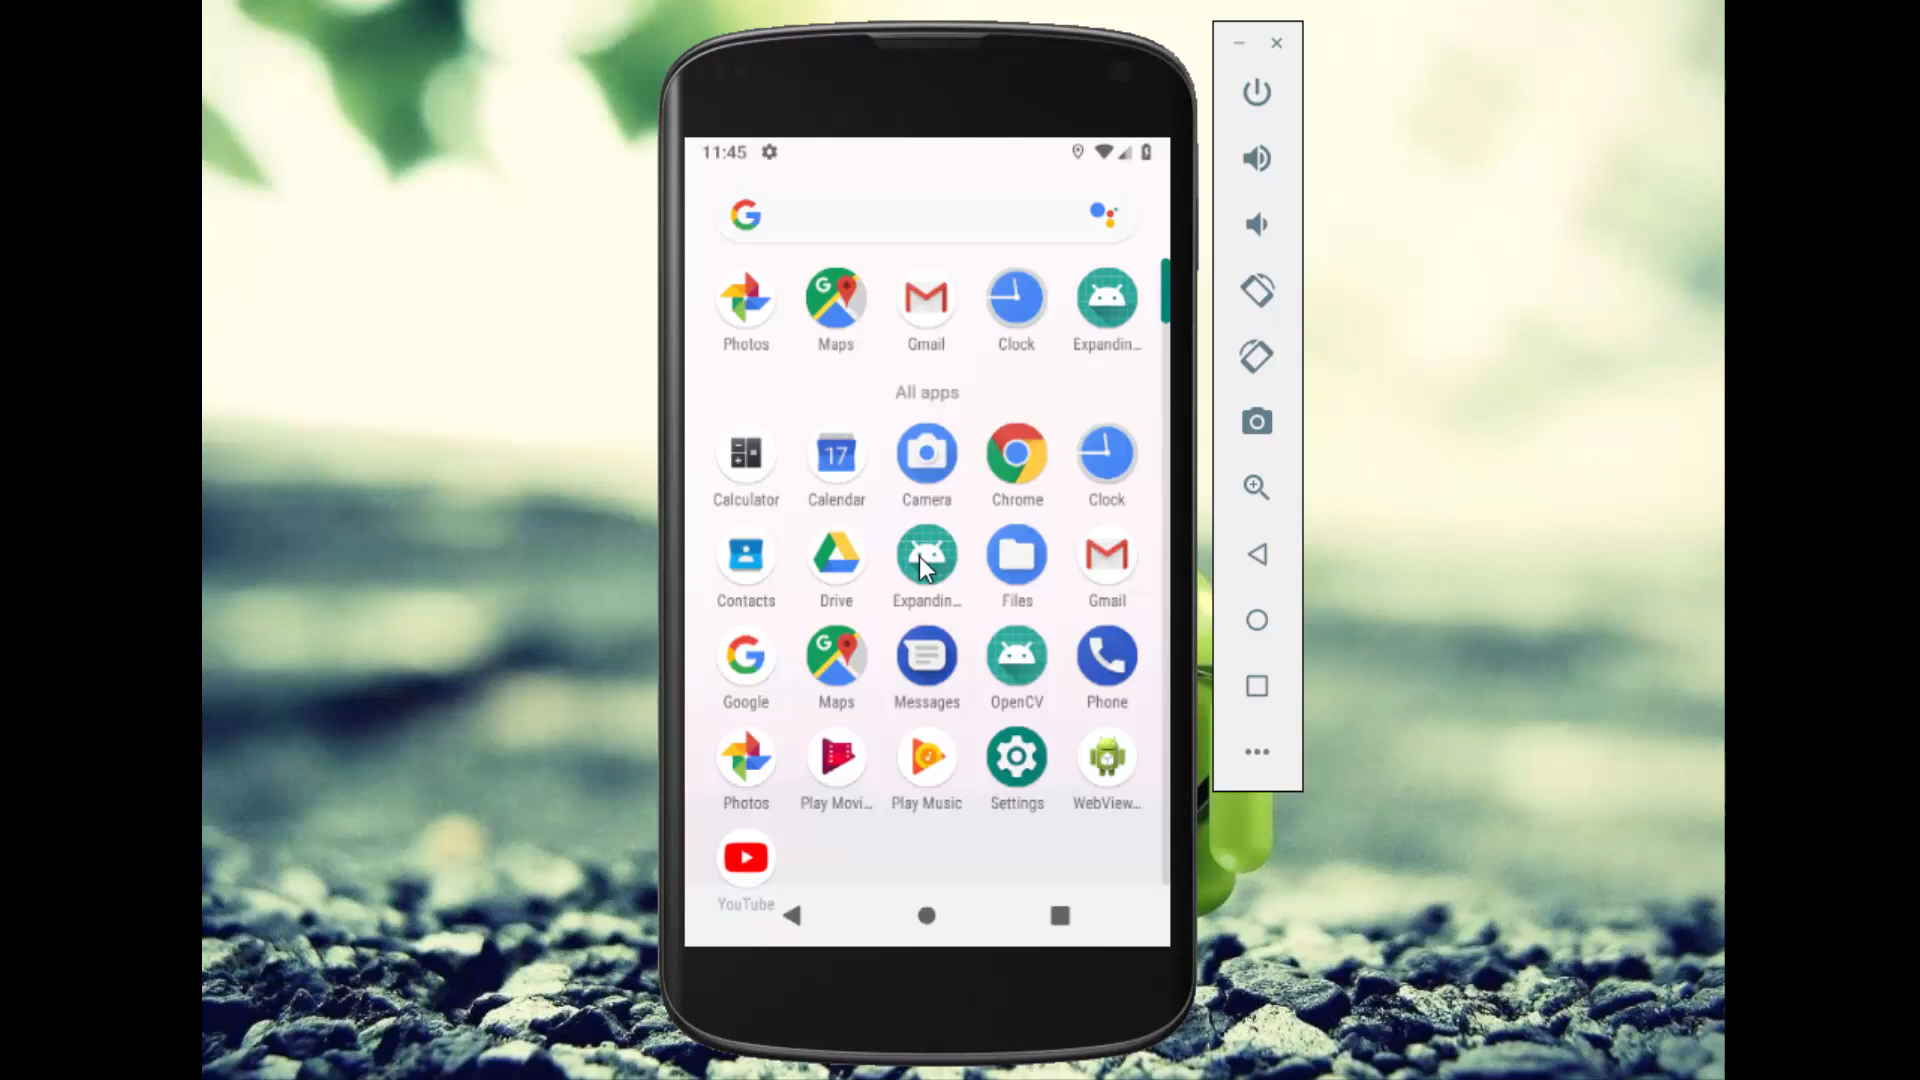 11:45
Photos Maps Gmail Clock Expandin...
All apps
17
Calculator Calendar Camera Chrome Clock
Contacts Drive Expandin... Files Gmail
Google Maps Messages OpenCV Phone
Photos Play Movi... Play Music Settings WebView...
YouTube